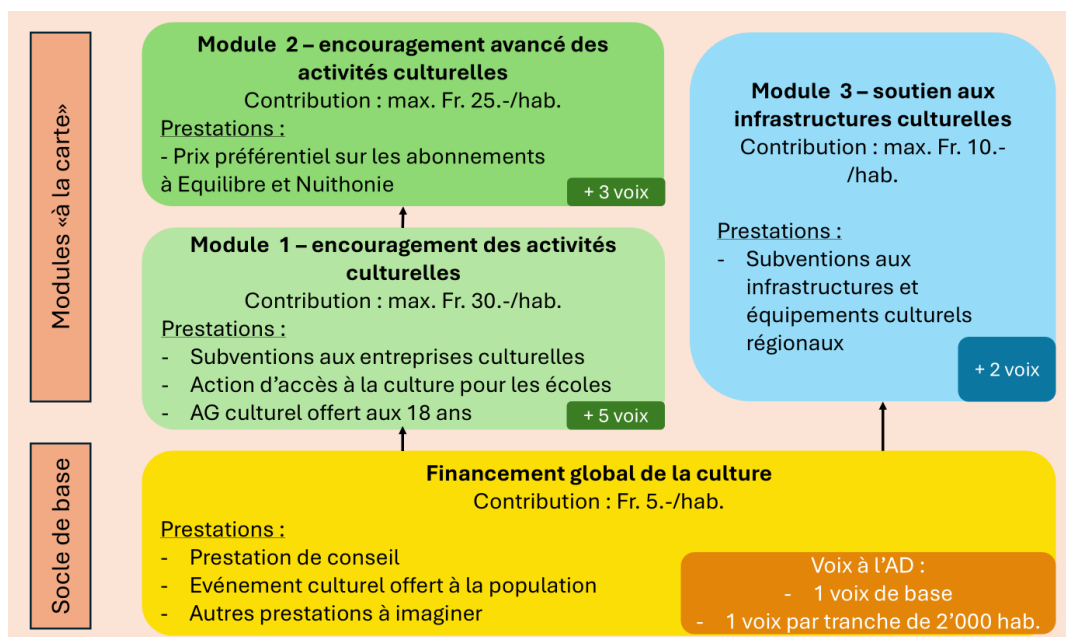 Modules «à la carte»
Module 2 – encouragement avancé des
activités culturelles
Contribution : max. Fr. 25.-/hab.
Prestations :
- Prix préférentiel sur les abonnements
à Equilibre et Nuithonie
+ 3 voix
Module 1 – encouragement des activités
culturelles
Contribution : max. Fr. 30.-/hab.
Prestations :
- Subventions aux entreprises culturelles
- Action d'accès à la culture pour les écoles
- AG culturel offert aux 18 ans
+ 5 voix
Module 3 – soutien aux
infrastructures culturelles
Contribution : max. Fr. 10.-
/hab.
Prestations :
- Subventions aux
infrastructures et
équipements culturels
régionaux
+ 2 voix
Socle de base
Financement global de la culture
Contribution : Fr. 5.-/hab.
Prestations :
- Prestation de conseil
- Evénement culturel offert à la population
- Autres prestations à imaginer
Voix à l'AD :
- 1 voix de base
- 1 voix par tranche de 2'000 hab.